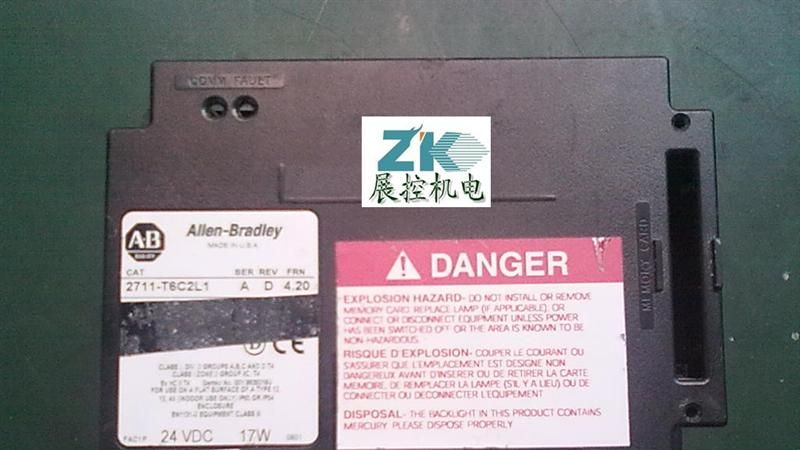 COMM FAULT
ZK
展控机电
MEMORY CARD
AB
Allen-Bradley
MADE IN U.S.A.
CAT SER REV FRN
2711-T6C2L1 A D 4.20
CE
ENCLOSURE
24 VDC 17W
DANGER
EXPLOSION HAZARD- DO NOT INSTALL OR REMOVE
MEMORY CARD, REPLACE LAMP (IF APPLICABLE), OR
CONNECT OR DISCONNECT EQUIPMENT UNLESS POWER
HAS BEEN SWITCHED OFF OR THE AREA IS KNOWN TO BE
NON-HAZARDOUS.
RISQUE D'EXPLOSION- COUPER LE COURANT OU
S'ASSURER QUE L'EMPLACEMENT EST DESIGNE NON
DANGEREUX AVANT D'INSERER OU DE RETIRER LA CARTE
MEMOIRE, DE REMPLACER LA LAMPE (S'IL Y A LIEU) OU DE
CONNECTER OU DECONNECTER L'EQUIPEMENT.
DISPOSAL- THE BACKLIGHT IN THIS PRODUCT CONTAINS
MERCURY. PLEASE DISPOSE PROPERLY.